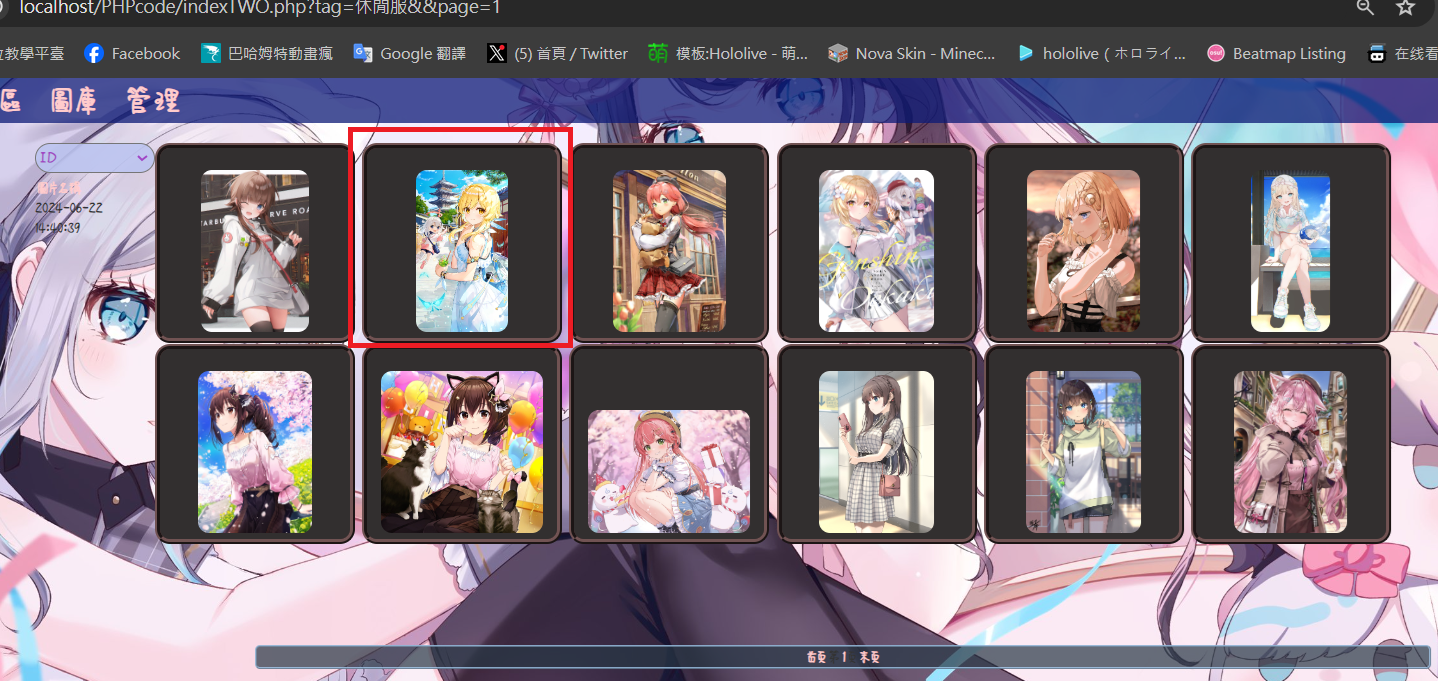 localhost/PHPcode/indexTWO.php?tag=休閒服&&page=1
教學平臺 Facebook 巴哈姆特動畫瘋 Google 翻譯 (5) 首頁 / Twitter 模板:Hololive - 萌... Nova Skin - Minec... hololive（ホロライ... Beatmap Listing 在线看
區 圖庫 管理
ID
圖片名稱
2024-06-22
14:40:39
Genshin
首頁 1 末頁